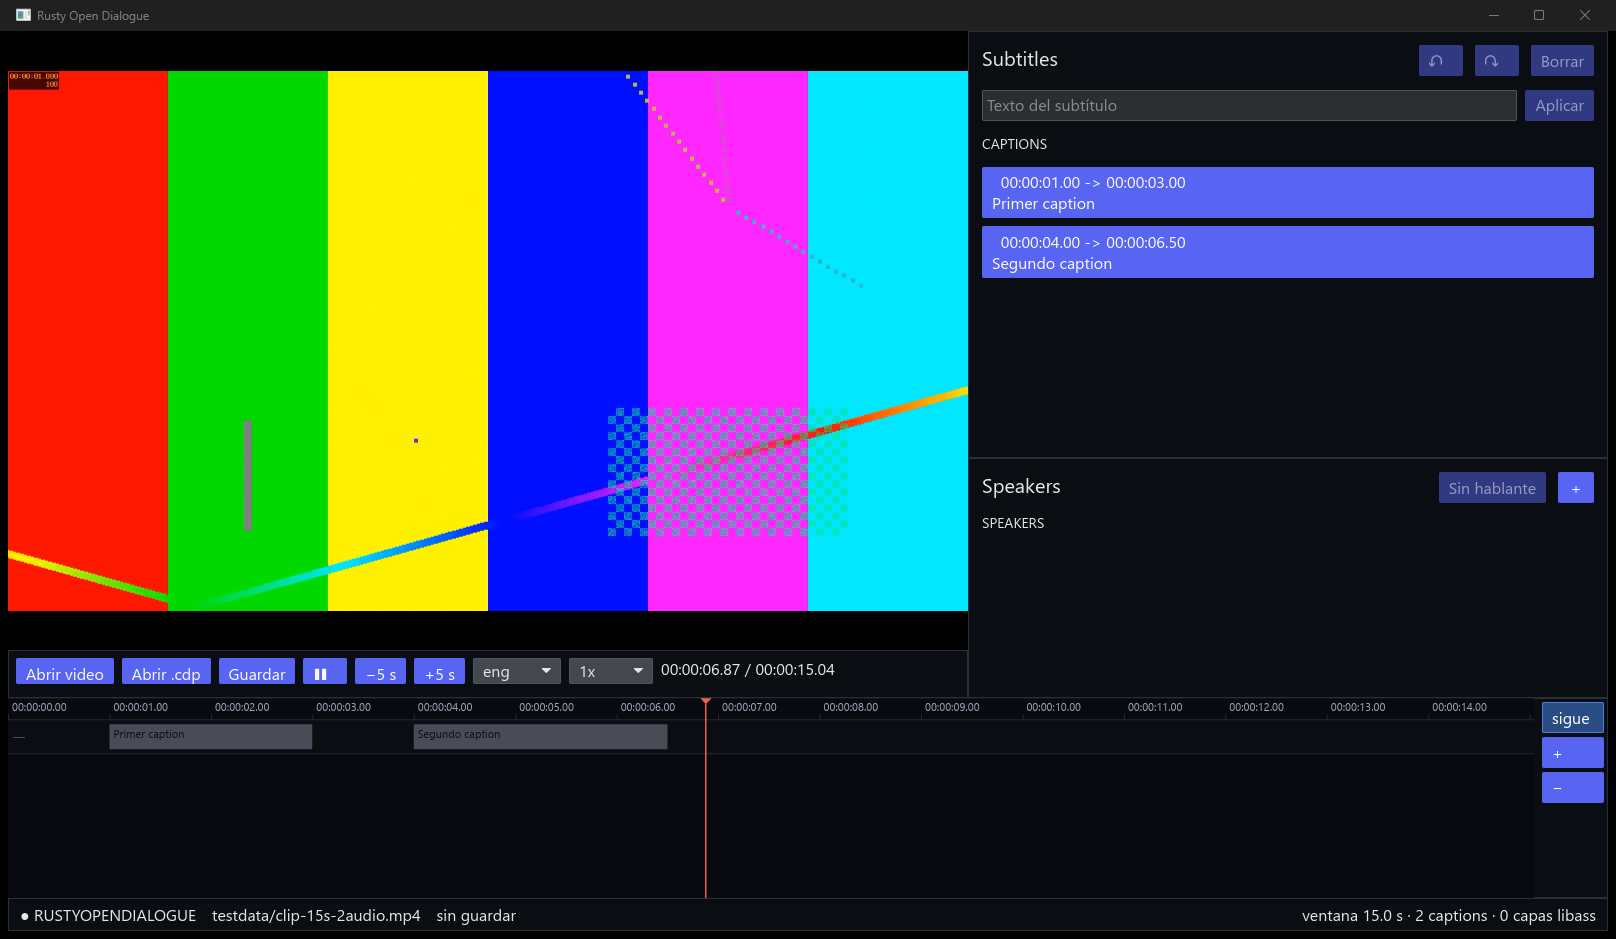 Rusty Open Dialogue
00:00:01.000
100
Subtitles
Borrar
Texto del subtítulo
Aplicar
CAPTIONS
00:00:01.00 -> 00:00:03.00
Primer caption
00:00:04.00 -> 00:00:06.50
Segundo caption
Speakers
Sin hablante
+
SPEAKERS
Abrir video
Abrir .cdp
Guardar
−5 s
+5 s
eng
1x
00:00:06.87 / 00:00:15.04
00:00:00.00
00:00:01.00
00:00:02.00
00:00:03.00
00:00:04.00
00:00:05.00
00:00:06.00
00:00:07.00
00:00:08.00
00:00:09.00
00:00:10.00
00:00:11.00
00:00:12.00
00:00:13.00
00:00:14.00
—
Primer caption
Segundo caption
sigue
+
−
● RUSTYOPENDIALOGUE
testdata/clip-15s-2audio.mp4
sin guardar
ventana 15.0 s · 2 captions · 0 capas libass